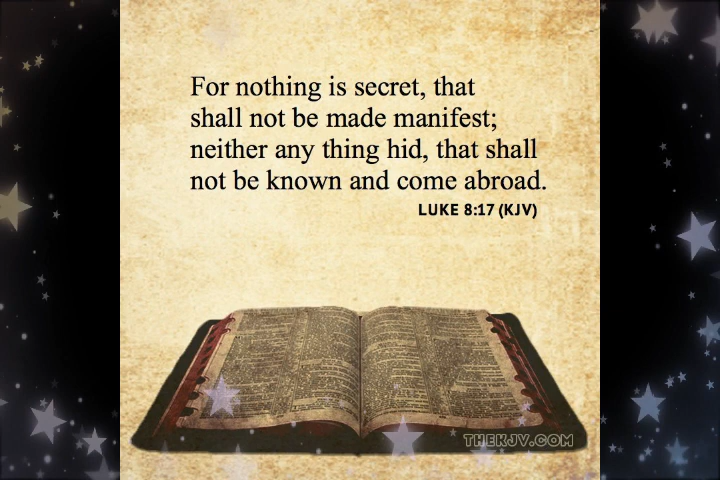 For nothing is secret, that
shall not be made manifest;
neither any thing hid, that shall
not be known and come abroad.
LUKE 8:17 (KJV)
THEKJV.COM